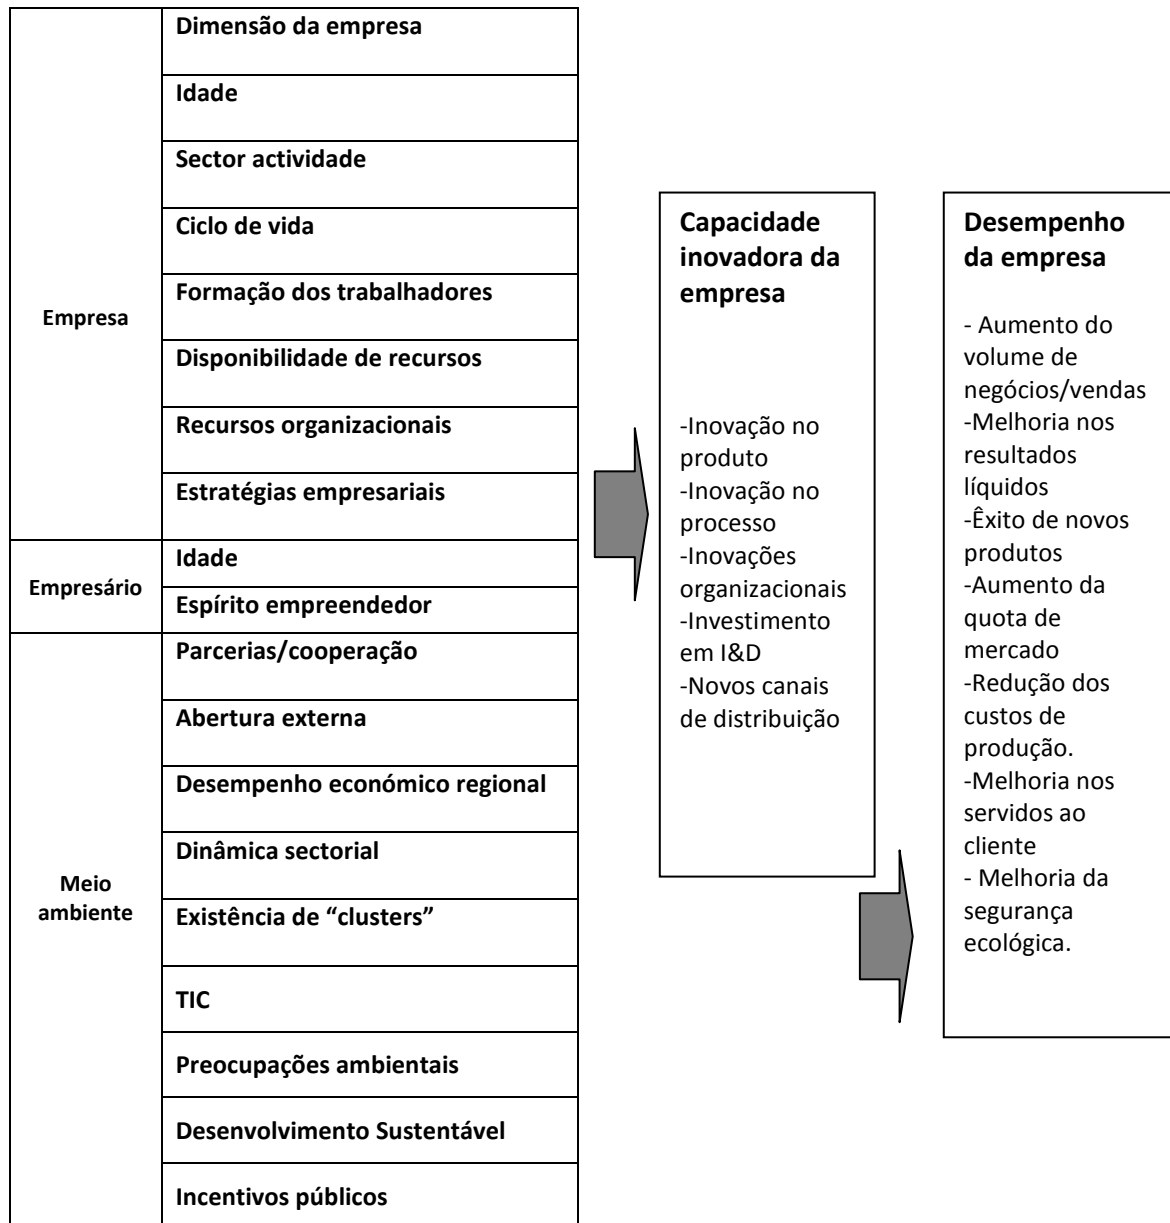 Empresa
Dimensão da empresa
Idade
Sector actividade
Ciclo de vida
Formação dos trabalhadores
Disponibilidade de recursos
Recursos organizacionais
Estratégias empresariais
Empresário
Idade
Espírito empreendedor
Meio
ambiente
Parcerias/cooperação
Abertura externa
Desempenho económico regional
Dinâmica sectorial
Existência de “clusters”
TIC
Preocupações ambientais
Desenvolvimento Sustentável
Incentivos públicos
Capacidade
inovadora da
empresa
-Inovação no
produto
-Inovação no
processo
-Inovações
organizacionais
-Investimento
em I&D
-Novos canais
de distribuição
Desempenho
da empresa
- Aumento do
volume de
negócios/vendas
-Melhoria nos
resultados
líquidos
-Êxito de novos
produtos
-Aumento da
quota de
mercado
-Redução dos
custos de
produção.
-Melhoria nos
servidos ao
cliente
- Melhoria da
segurança
ecológica.